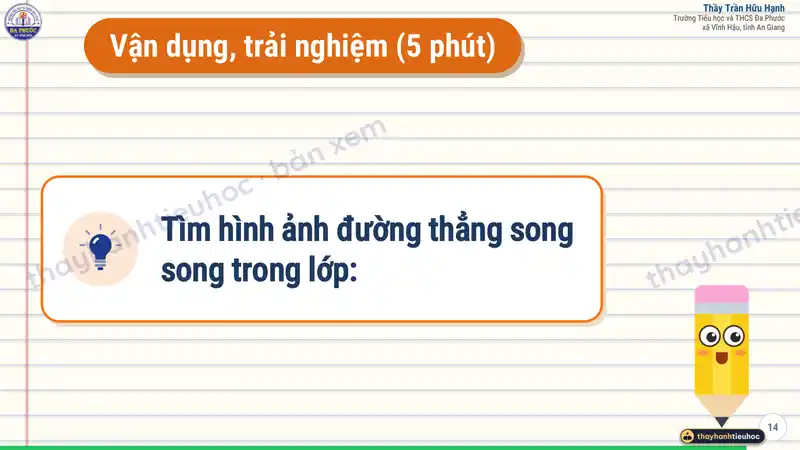 ĐA PHƯỚC
Thầy Trần Hữu Hạnh
Trường Tiểu học và THCS Đa Phước
xã Vĩnh Hậu, tỉnh An Giang
Vận dụng, trải nghiệm (5 phút)
thayhanhtieuhoc · bản xem
Tìm hình ảnh đường thẳng song
song trong lớp:
thayhanhtie
thayhanhtieuhoc
14